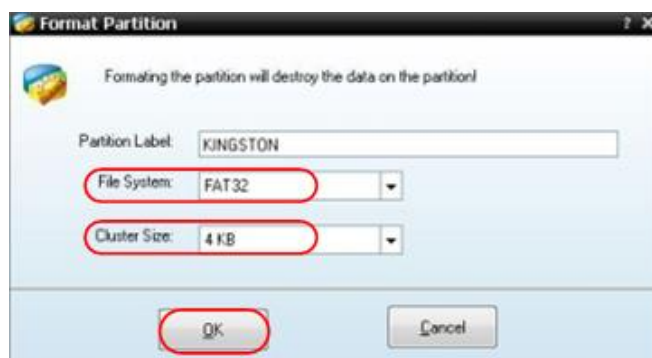 Format Partition
Formating the partition will destroy the data on the partition!
Partition Label: KINGSTON
File System: FAT32
Cluster Size: 4 KB
OK Cancel